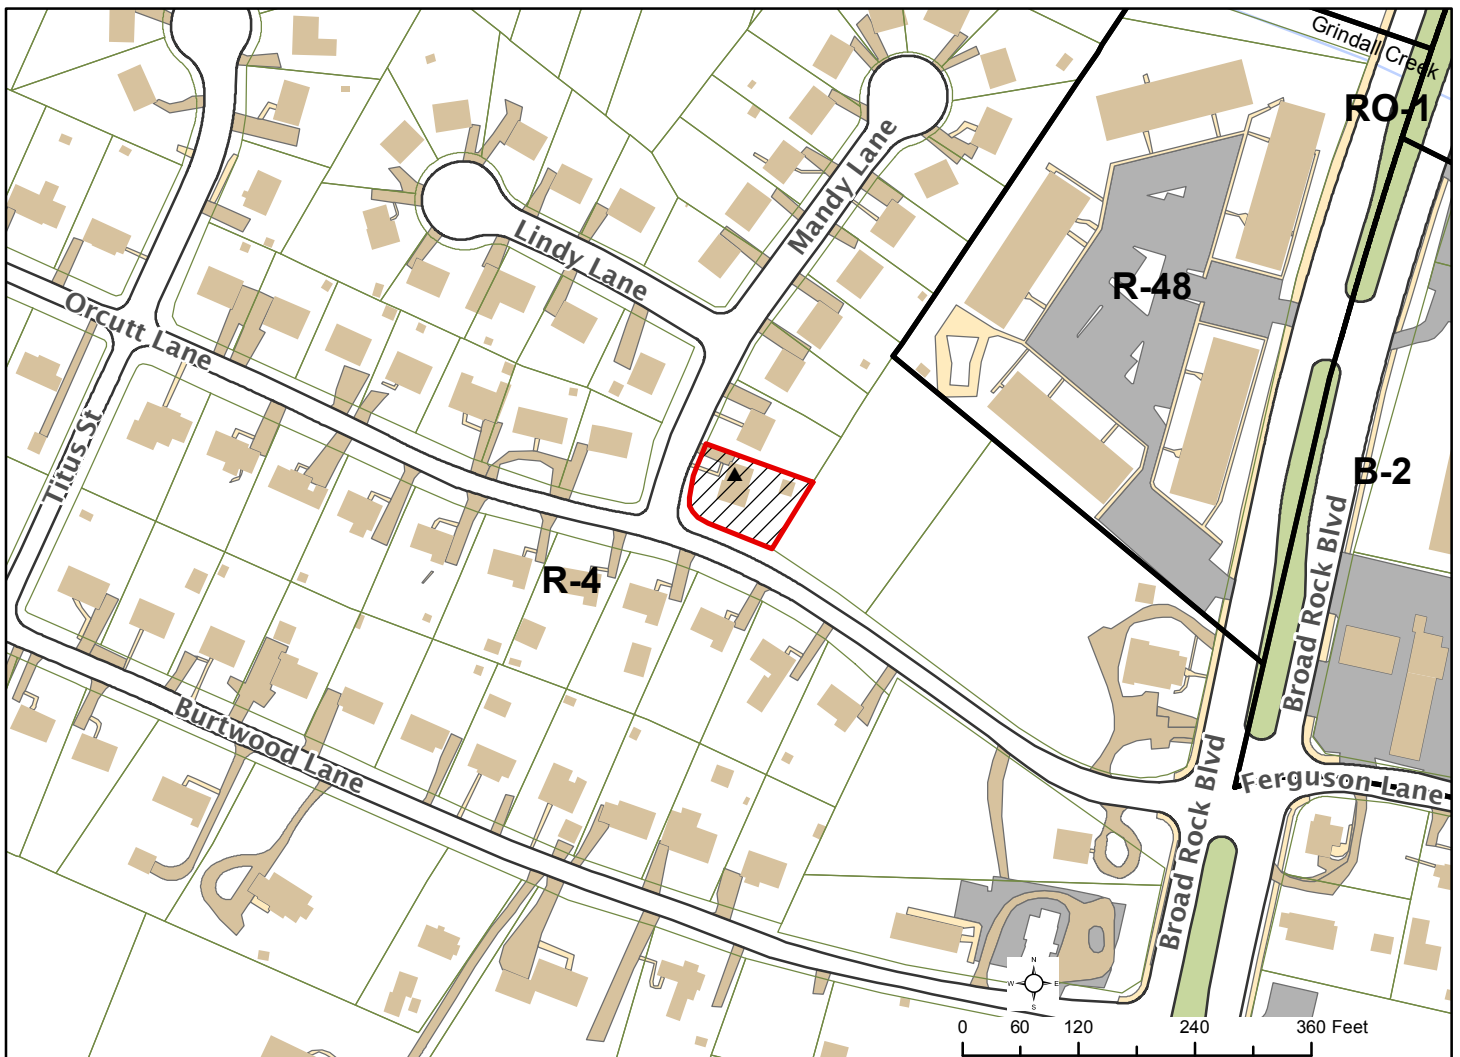 Grindall Creek
RO-1
Mandy Lane
Lindy Lane
R-48
Orcutt Lane
Titus St
B-2
R-4
Broad Rock Blvd
Burtwood Lane
Broad Rock Blvd
Ferguson Lane
N
W E
S
0 60 120 240 360 Feet